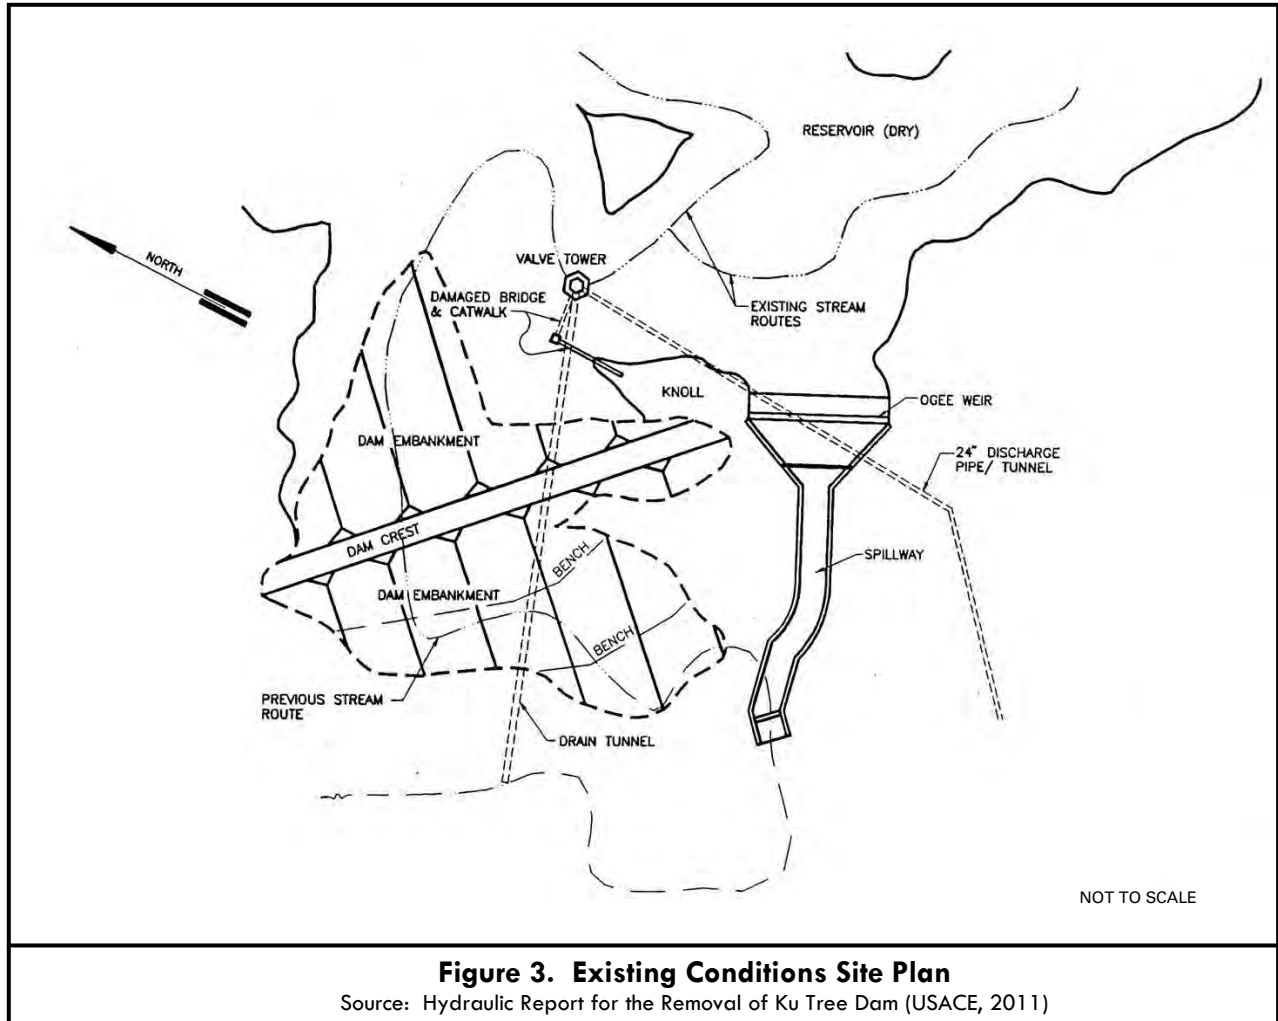 RESERVOIR (DRY)
NORTH
VALVE TOWER
DAMAGED BRIDGE
& CATWALK
EXISTING STREAM
ROUTES
KNOLL
OGEE WEIR
DAM EMBANKMENT
24" DISCHARGE
PIPE/ TUNNEL
DAM CREST
BENCH
SPILLWAY
DAM EMBANKMENT
BENCH
PREVIOUS STREAM
ROUTE
DRAIN TUNNEL
NOT TO SCALE
Figure 3. Existing Conditions Site Plan
Source: Hydraulic Report for the Removal of Ku Tree Dam (USACE, 2011)